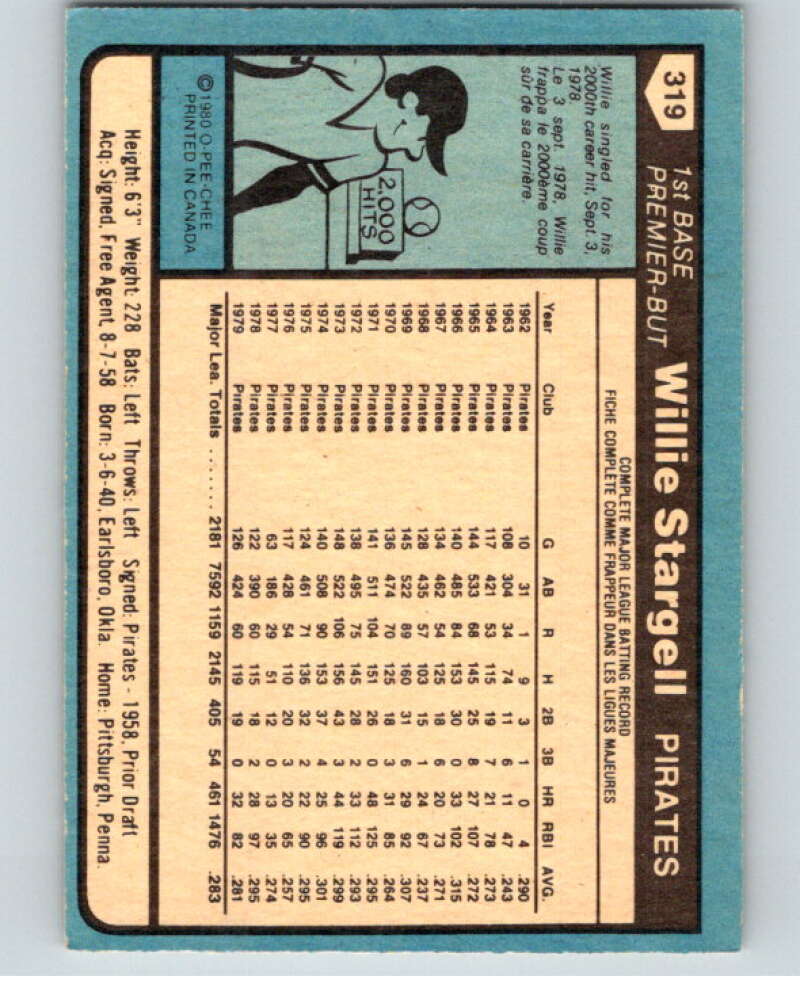 319
1st BASE
PREMIER-BUT
Willie Stargell PIRATES
Willie singled for his
2000th career hit, Sept. 3,
1978.
Le 3 sept. 1978, Willie
frappa le 2000ème coup
sûr de sa carrière.
2,000
HITS
© 1980 O-PEE-CHEE
PRINTED IN CANADA
COMPLETE MAJOR LEAGUE BATTING RECORD
FICHE COMPLETE COMME FRAPPEUR DANS LES LIGUES MAJEURES
Year Club G AB R H 2B 3B HR RBI AVG.
1962 Pirates 10 31 1 9 3 1 0 4 .290
1963 Pirates 108 304 34 74 11 6 11 47 .243
1964 Pirates 117 421 53 115 19 7 21 78 .273
1965 Pirates 144 533 68 145 25 8 27 107 .272
1966 Pirates 140 485 84 153 30 0 33 102 .315
1967 Pirates 134 462 54 125 18 6 20 73 .271
1968 Pirates 128 435 57 103 15 1 24 67 .237
1969 Pirates 145 522 89 160 31 6 29 92 .307
1970 Pirates 136 474 70 125 18 3 31 85 .264
1971 Pirates 141 511 104 151 26 0 48 125 .295
1972 Pirates 138 495 75 145 28 2 33 112 .293
1973 Pirates 148 522 106 156 43 3 44 119 .299
1974 Pirates 140 508 90 153 37 4 25 96 .301
1975 Pirates 124 461 71 136 32 2 22 90 .295
1976 Pirates 117 428 54 110 20 3 20 65 .257
1977 Pirates 63 186 29 51 12 0 13 35 .274
1978 Pirates 122 390 60 115 18 2 28 97 .295
1979 Pirates 126 424 60 119 19 0 32 82 .281
Major Lea. Totals ....... 2181 7592 1159 2145 405 54 461 1476 .283
Height: 6'3" Weight: 228 Bats: Left Throws: Left Signed: Pirates - 1958, Prior Draft
Acq: Signed, Free Agent, 8-7-58 Born: 3-6-40, Earlsboro, Okla. Home: Pittsburgh, Penna.